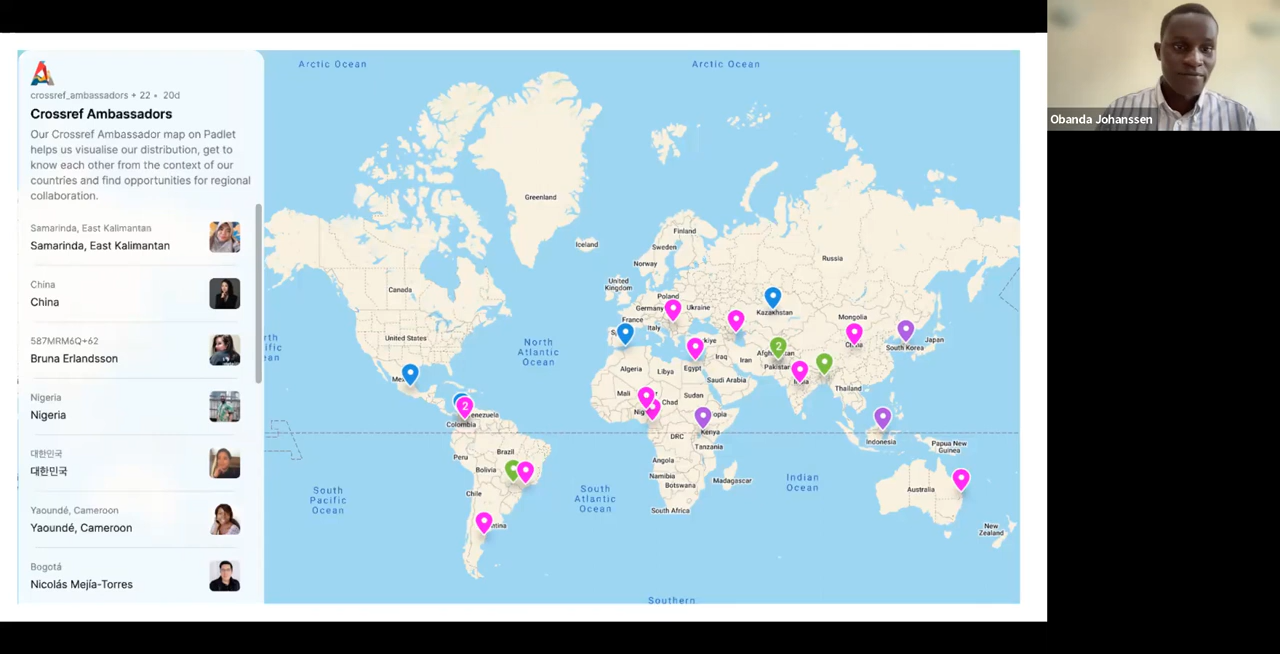 crossref_ambassadors + 22 • 20d
Crossref Ambassadors
Our Crossref Ambassador map on Padlet
helps us visualise our distribution, get to
know each other from the context of our
countries and find opportunities for regional
collaboration.
Samarinda, East Kalimantan
Samarinda, East Kalimantan
China
China
587MRM6Q+62
Bruna Erlandsson
Nigeria
Nigeria
대한민국
대한민국
Yaoundé, Cameroon
Yaoundé, Cameroon
Bogotá
Nicolás Mejía-Torres
Arctic Ocean
Arctic Ocean
Greenland
Iceland
Finland
Sweden
Norway
Russia
United
Kingdom
Canada
Poland
Germany
Ukraine
Kazakhstan
Mongolia
France
Italy
United States
North
Atlantic
Ocean
Japan
South Korea
Iraq
Iran
Pakistan
Algeria
Libya
Egypt
Saudi Arabia
Thailand
Mali
Chad
Sudan
2
2
Colombia
Kenya
DRC
Tanzania
Indonesia
Papua New
Guinea
Peru
Brazil
Bolivia
Angola
Namibia
Botswana
Madagascar
Indian
Ocean
Australia
South
Pacific
Ocean
Chile
South
Atlantic
Ocean
South Africa
New
Zealand
Southern
Obanda Johanssen